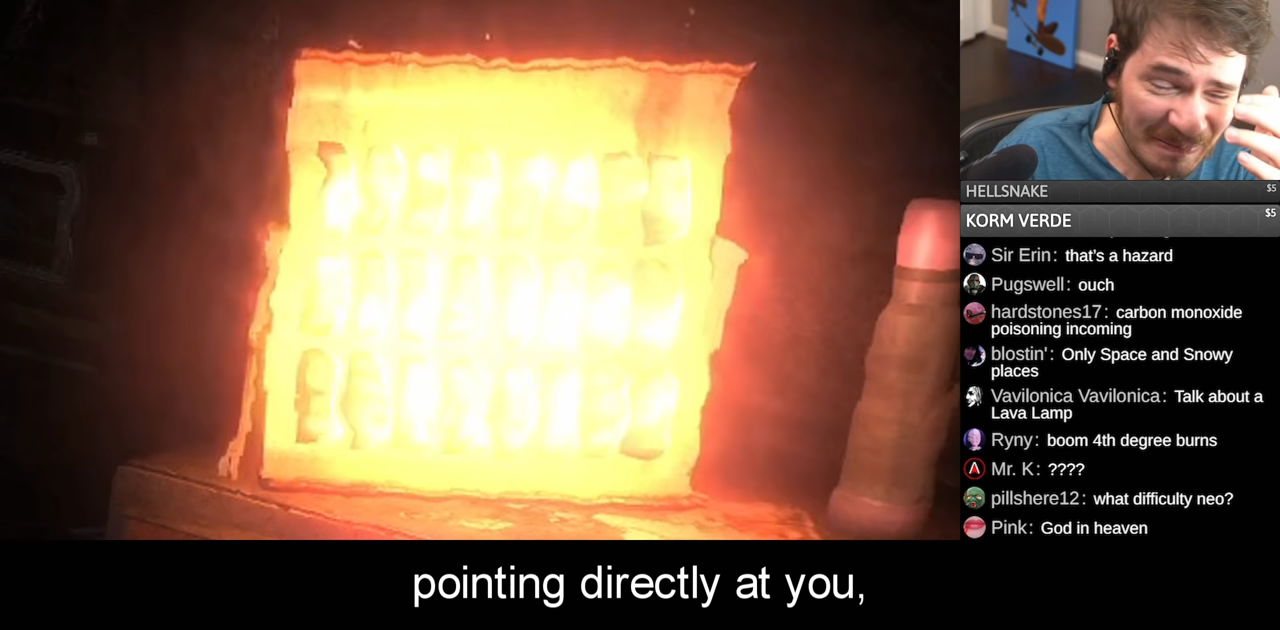 HELLSNAKE $5
KORM VERDE $5
Sir Erin: that's a hazard
Pugswell: ouch
hardstones17: carbon monoxide
poisoning incoming
blostin': Only Space and Snowy
places
Vavilonica Vavilonica: Talk about a
Lava Lamp
Ryny: boom 4th degree burns
Mr. K: ????
pillshere12: what difficulty neo?
Pink: God in heaven
pointing directly at you,